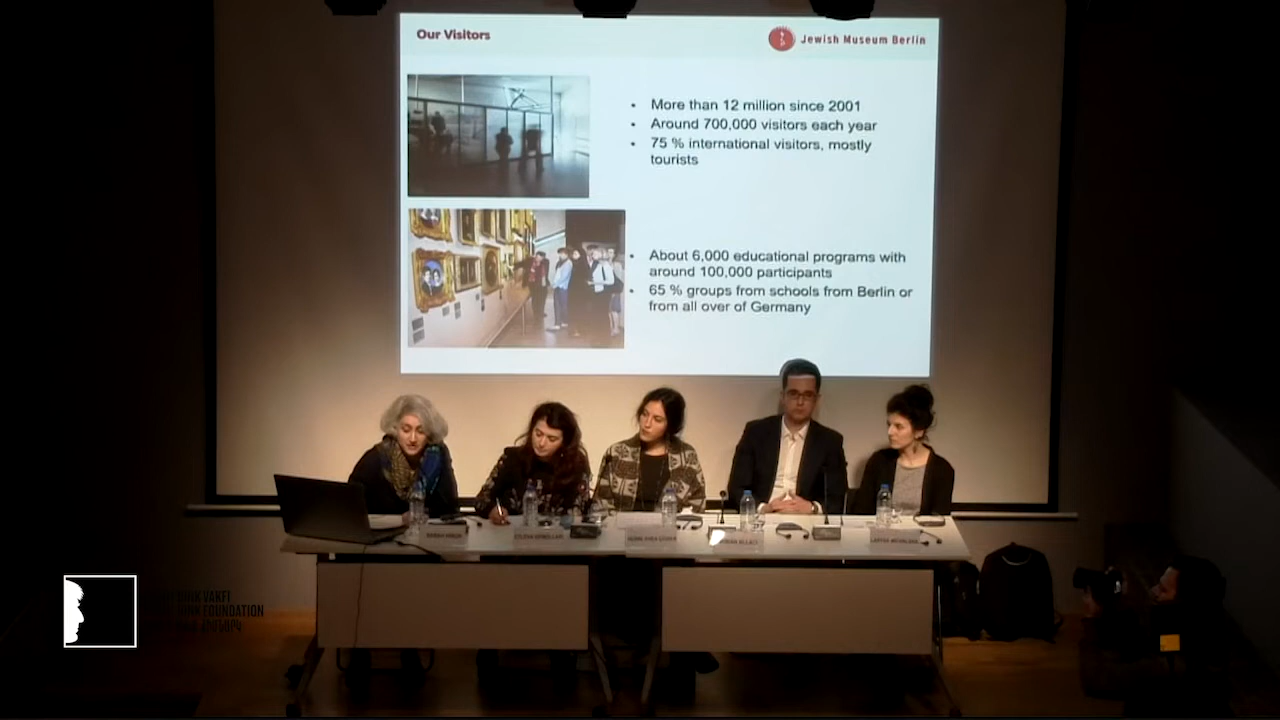 Our Visitors
Jewish Museum Berlin
• More than 12 million since 2001
• Around 700,000 visitors each year
• 75 % international visitors, mostly
tourists
• About 6,000 educational programs with
around 100,000 participants
• 65 % groups from schools from Berlin or
from all over of Germany
VAKFI
FOUNDATION